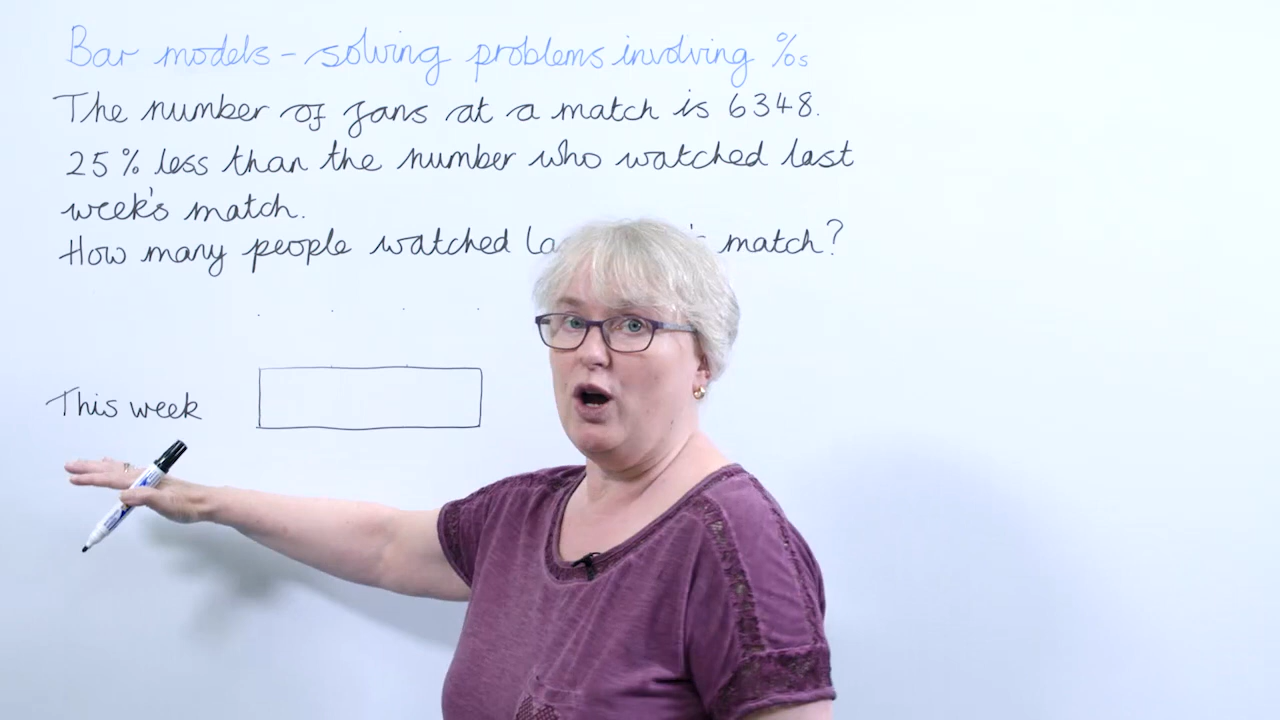 Bar models - solving problems involving %s
The number of fans at a match is 6348.
25% less than the number who watched last
week's match.
How many people watched match?
This week